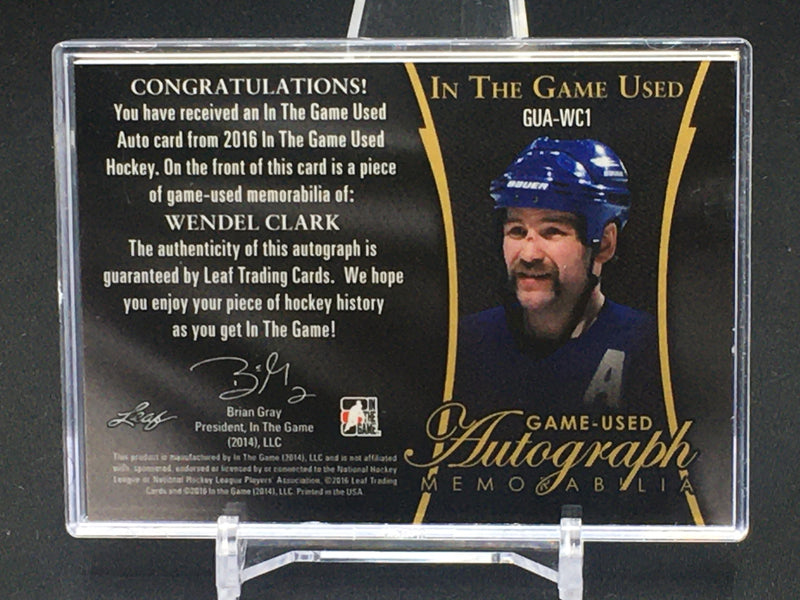 CONGRATULATIONS!
You have received an In The Game Used
Auto card from 2016 In The Game Used
Hockey. On the front of this card is a piece
of game-used memorabilia of:
WENDEL CLARK
The authenticity of this autograph is
guaranteed by Leaf Trading Cards. We hope
you enjoy your piece of hockey history
as you get In The Game!
Leaf
Brian Gray
President, In The Game
(2014), LLC
IN
THE
GAME
This product is manufactured by In The Game (2014), LLC and is not affiliated
with, sponsored, endorsed or licensed by or connected to the National Hockey
League or National Hockey League Players' Association. ©2016 Leaf Trading
Cards and ©2016 In the Game (2014), LLC. Printed in the USA.
IN THE GAME USED
GUA-WC1
BAUER
A
GAME-USED
Autograph
MEMORABILIA